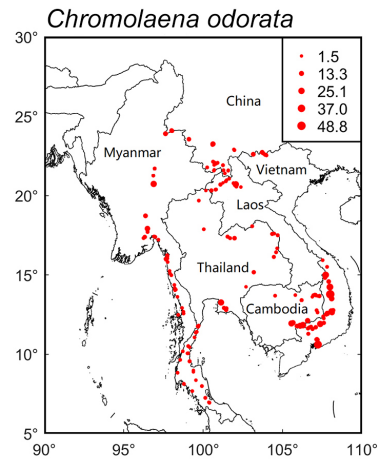 Chromolaena odorata
30°
25°
20°
15°
10°
5°
90°
95°
100°
105°
110°
1.5
13.3
25.1
37.0
48.8
China
Myanmar
Vietnam
Laos
Thailand
Cambodia